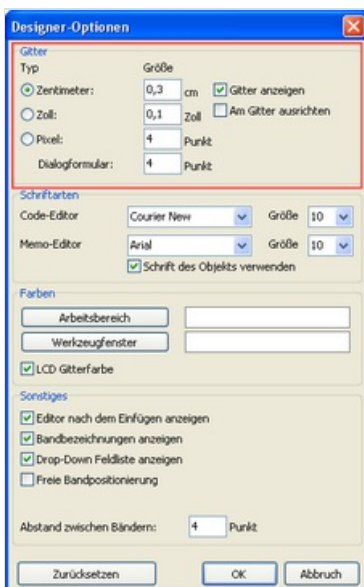 Designer-Optionen
Gitter
Typ Größe
Zentimeter: 0,3 cm Gitter anzeigen
Zoll: 0,1 Zoll Am Gitter ausrichten
Pixel: 4 Punkt
Dialogformular: 4 Punkt
Schriftarten
Code-Editor Courier New Größe 10
Memo-Editor Arial Größe 10
Schrift des Objekts verwenden
Farben
Arbeitsbereich
Werkzeugfenster
LCD Gitterfarbe
Sonstiges
Editor nach dem Einfügen anzeigen
Bandbezeichnungen anzeigen
Drop-Down Feldliste anzeigen
Freie Bandpositionierung
Abstand zwischen Bändern: 4 Punkt
Zurücksetzen OK Abbruch